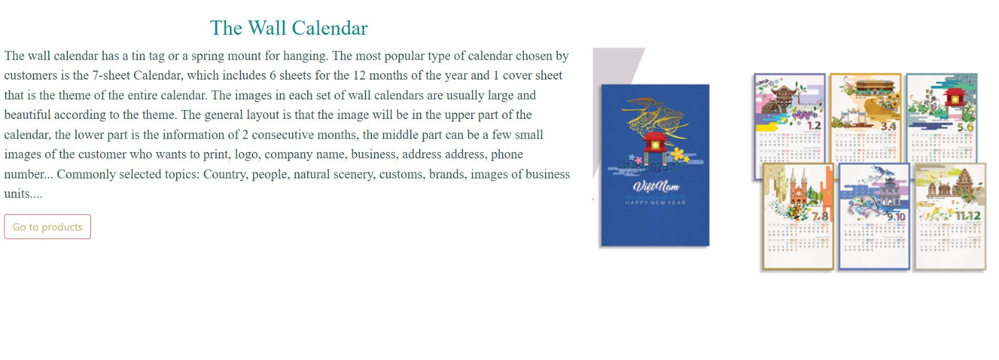 The Wall Calendar
The wall calendar has a tin tag or a spring mount for hanging. The most popular type of calendar chosen by
customers is the 7-sheet Calendar, which includes 6 sheets for the 12 months of the year and 1 cover sheet
that is the theme of the entire calendar. The images in each set of wall calendars are usually large and
beautiful according to the theme. The general layout is that the image will be in the upper part of the
calendar, the lower part is the information of 2 consecutive months, the middle part can be a few small
images of the customer who wants to print, logo, company name, business, address address, phone
number... Commonly selected topics: Country, people, natural scenery, customs, brands, images of business
units....
Go to products
Việt Nam
HAPPY NEW YEAR
1.2
3.4
5.6
7.8
9.10
11.12